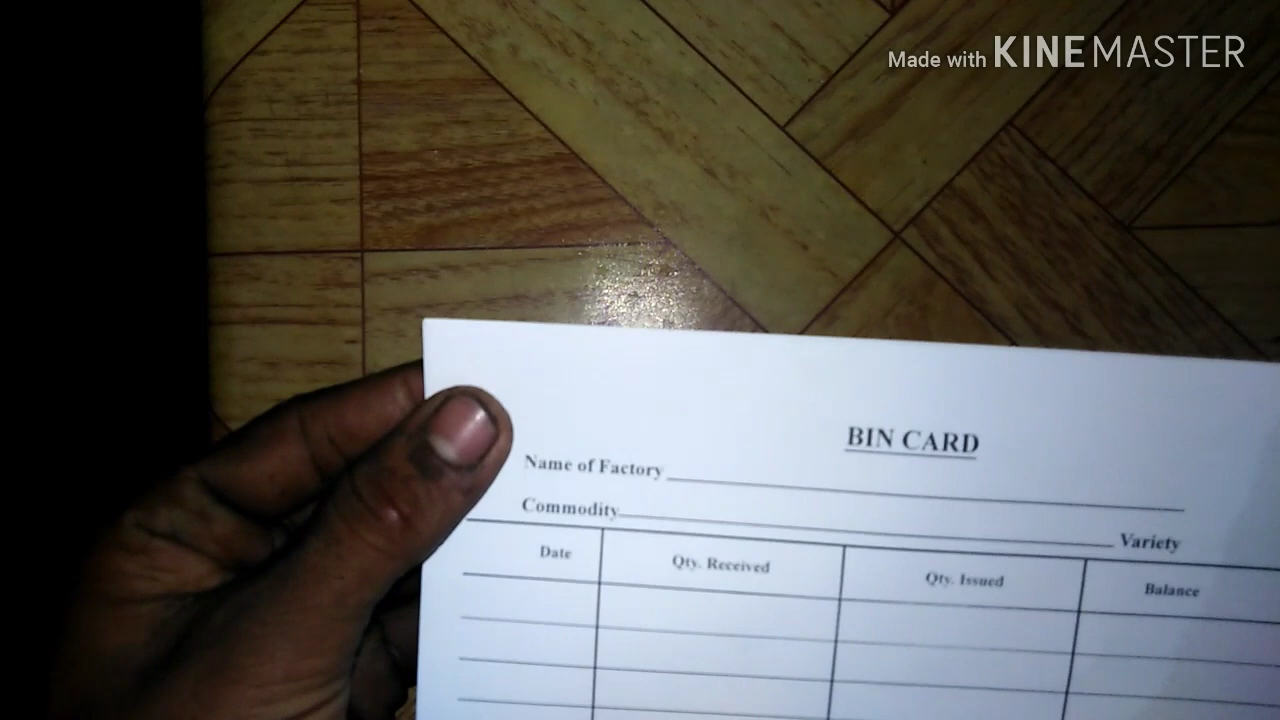 Made with KINEMASTER
BIN CARD
Name of Factory
Commodity Variety
Date Qty. Received Qty. Issued Balance